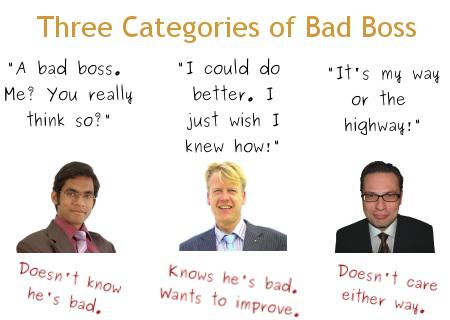 Three Categories of Bad Boss
"A bad boss.
Me? You really
think so?"
"I could do
better. I
just wish I
knew how!"
"It's my way
or the
highway!"
Doesn't know
he's bad.
Knows he's bad.
Wants to improve.
Doesn't care
either way.